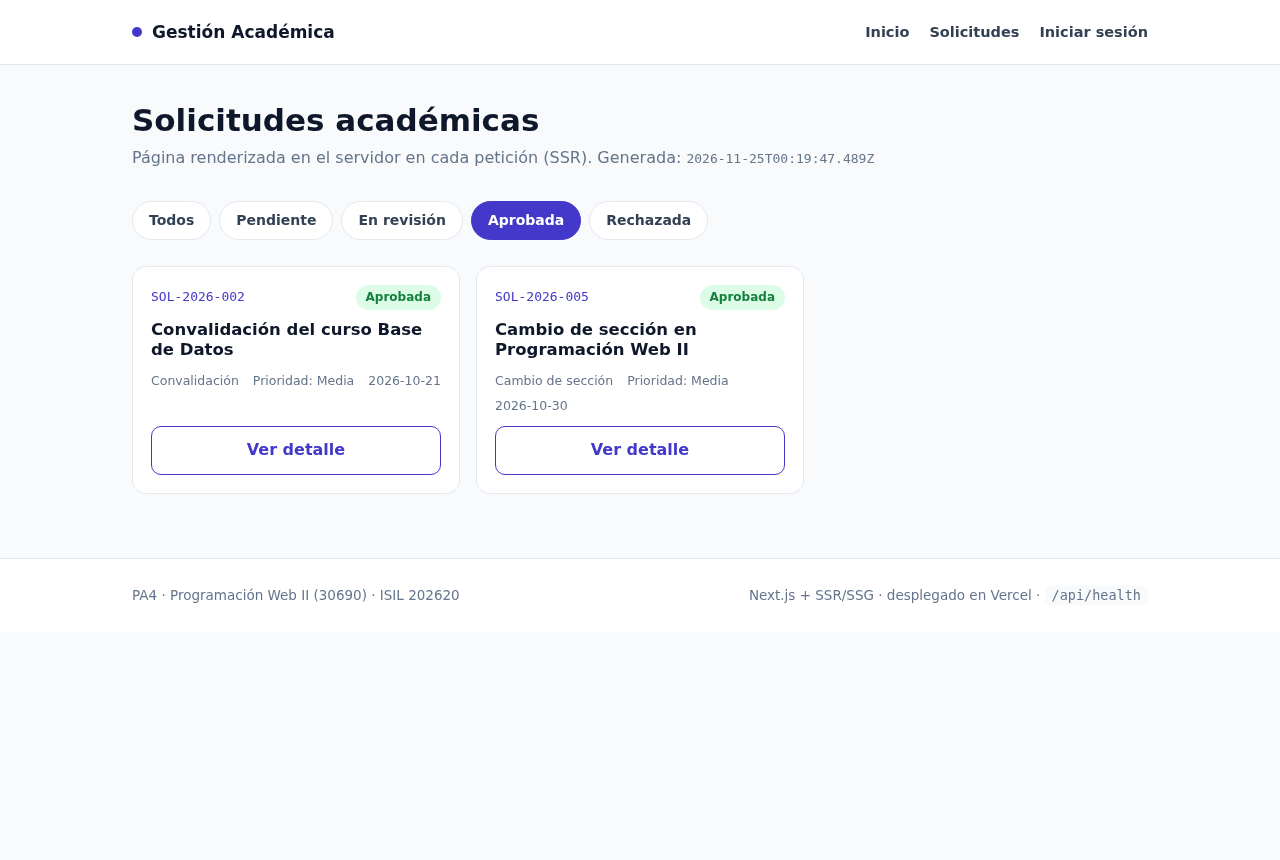 Gestión Académica
Inicio Solicitudes Iniciar sesión
Solicitudes académicas
Página renderizada en el servidor en cada petición (SSR). Generada: 2026-11-25T00:19:47.489Z
Todos Pendiente En revisión Aprobada Rechazada
SOL-2026-002 Aprobada
Convalidación del curso Base
de Datos
Convalidación Prioridad: Media 2026-10-21
Ver detalle
SOL-2026-005 Aprobada
Cambio de sección en
Programación Web II
Cambio de sección Prioridad: Media
2026-10-30
Ver detalle
PA4 · Programación Web II (30690) · ISIL 202620
Next.js + SSR/SSG · desplegado en Vercel · /api/health